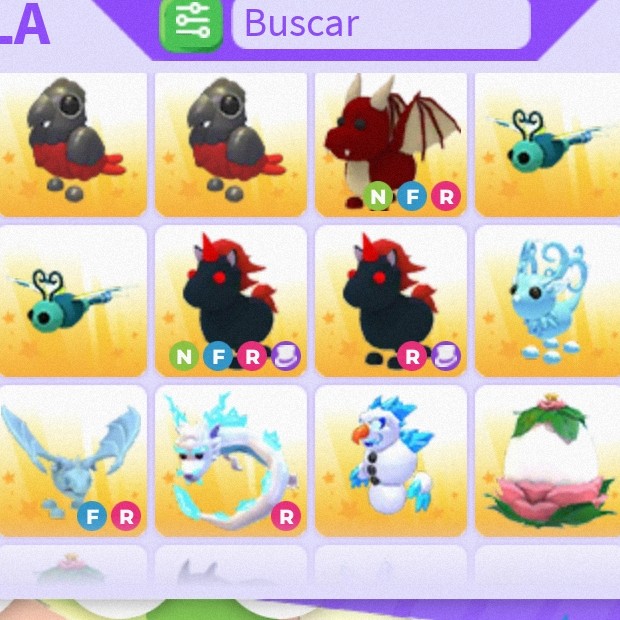 LA
Buscar
N F R
N F R R
F R R